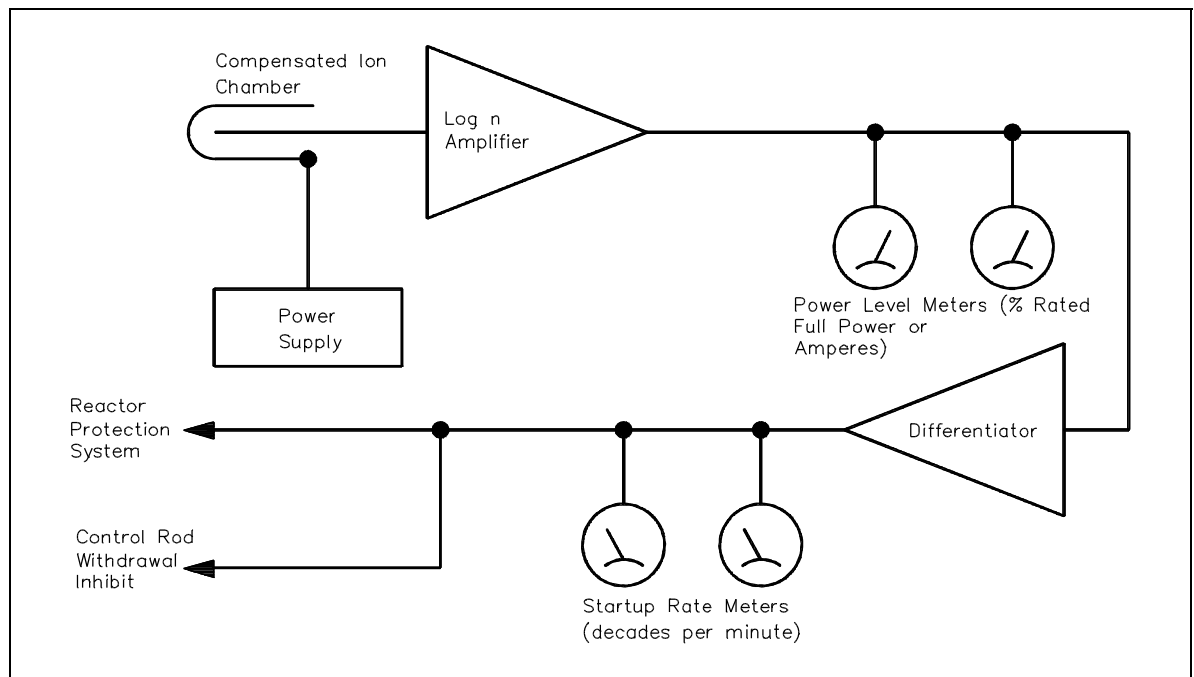 Compensated Ion
Chamber
Log n
Amplifier
Power
Supply
Power Level Meters (% Rated
Full Power or
Amperes)
Reactor
Protection
System
Differentiator
Control Rod
Withdrawal
Inhibit
Startup Rate Meters
(decades per minute)